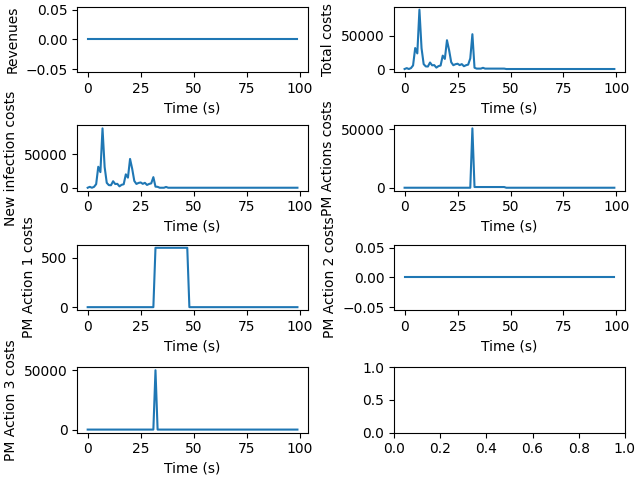 Revenues
0.05
0.00
−0.05
0 25 50 75 100
Time (s)
Total costs
50000
0
0 25 50 75 100
Time (s)
New infection costs
50000
0
0 25 50 75 100
Time (s)
PM Actions costs
50000
0
0 25 50 75 100
Time (s)
PM Action 1 costs
500
0
0 25 50 75 100
Time (s)
PM Action 2 costs
0.05
0.00
−0.05
0 25 50 75 100
Time (s)
PM Action 3 costs
50000
0
0 25 50 75 100
Time (s)
1.0
0.5
0.0
0.0 0.2 0.4 0.6 0.8 1.0